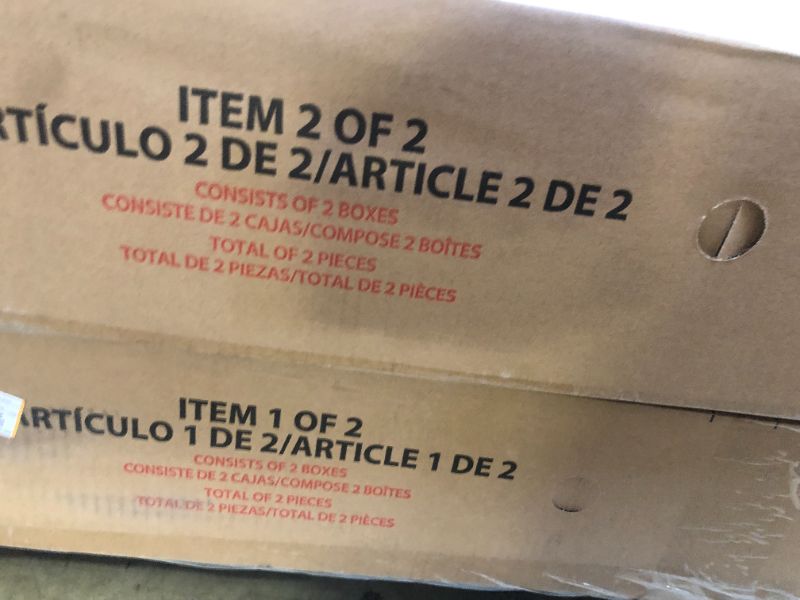 ITEM 2 OF 2
RTÍCULO 2 DE 2/ARTICLE 2 DE 2
CONSISTS OF 2 BOXES
CONSISTE DE 2 CAJAS/COMPOSE 2 BOÎTES
TOTAL OF 2 PIECES
TOTAL DE 2 PIEZAS/TOTAL DE 2 PIÈCES
ITEM 1 OF 2
ARTÍCULO 1 DE 2/ARTICLE 1 DE 2
CONSISTS OF 2 BOXES
CONSISTE DE 2 CAJAS/COMPOSE 2 BOÎTES
TOTAL OF 2 PIECES
TOTAL DE 2 PIEZAS/TOTAL DE 2 PIÈCES